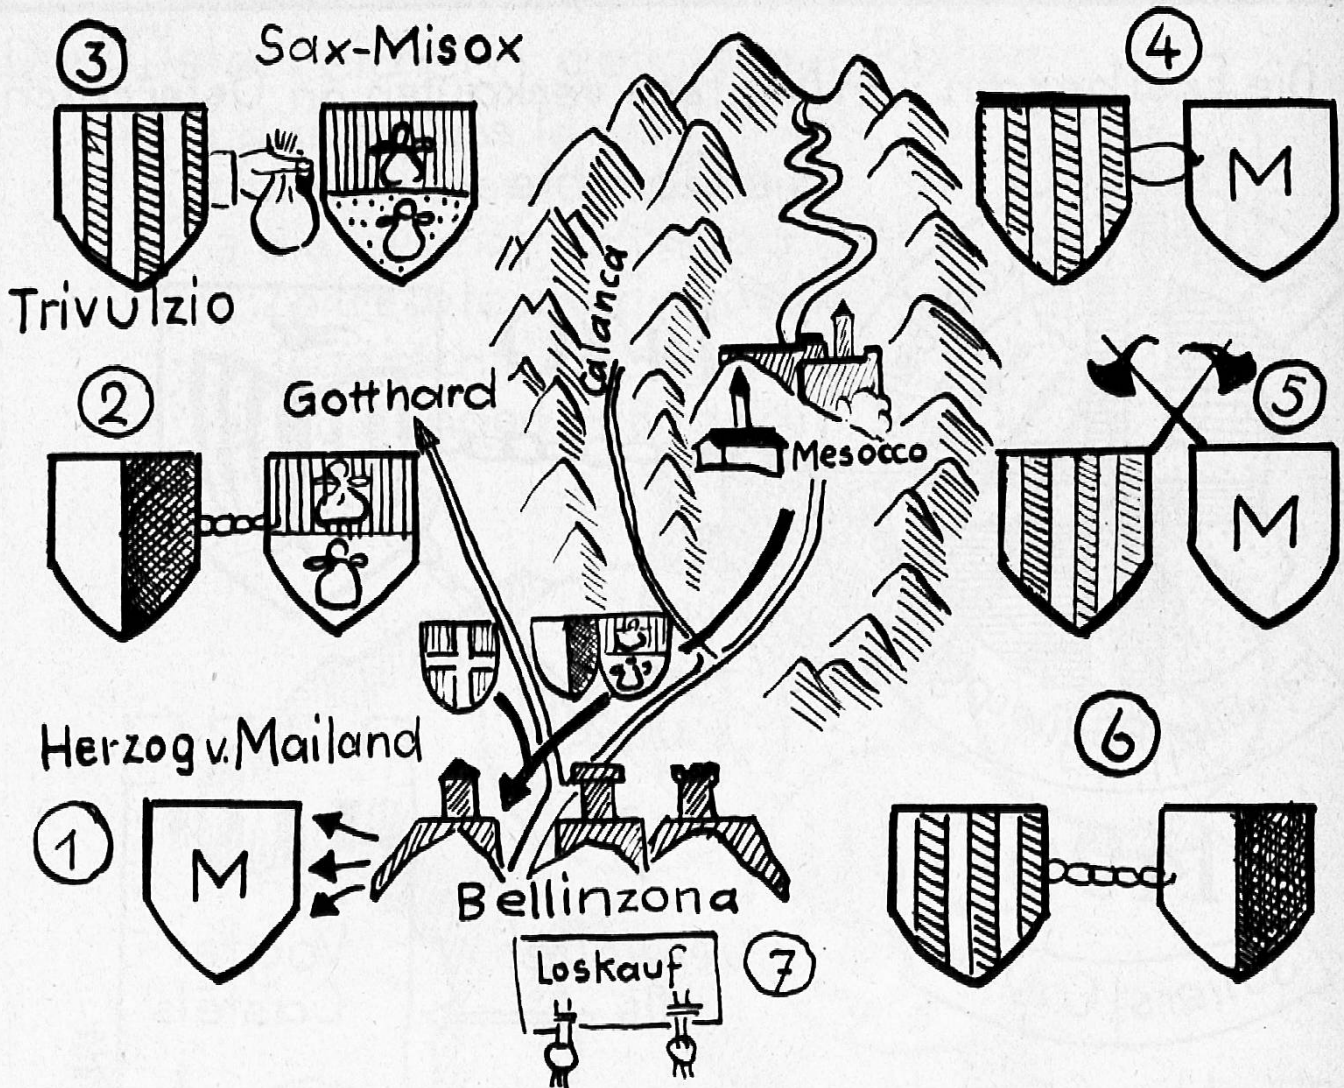 3
Sax-Misox
4
Trivulzio
Calanca
2
Gotthard
5
Mesocco
M
M
6
Herzog v. Mailand
1
M
Bellinzona
Loskauf
7